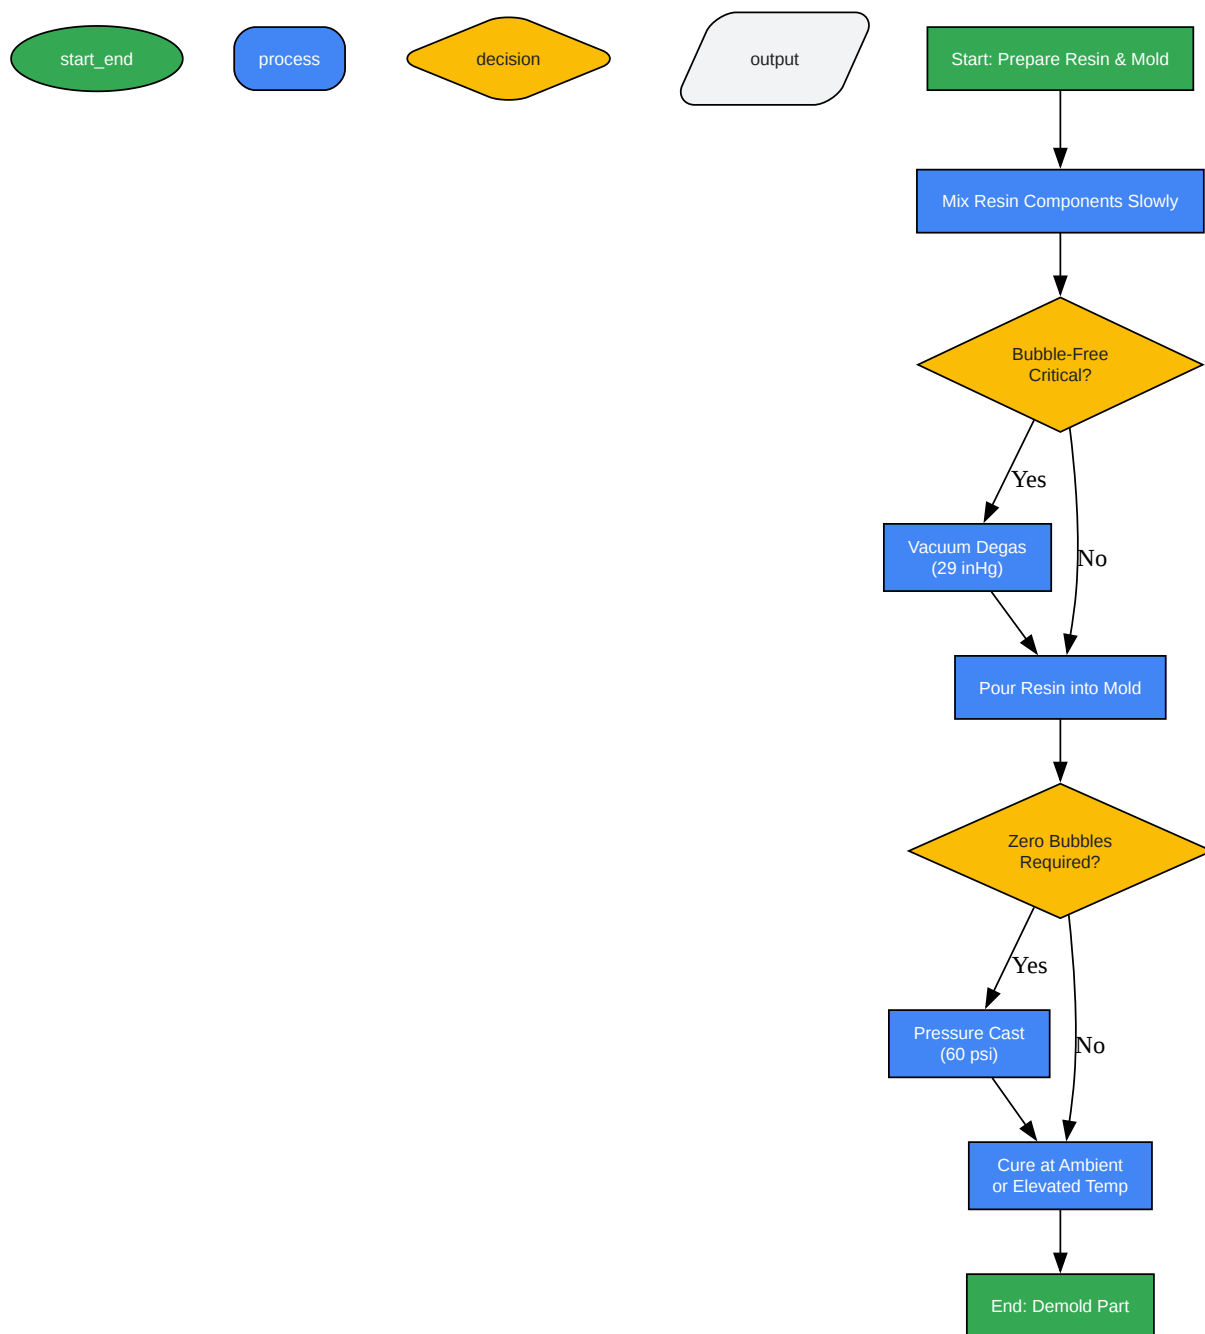 start_end
process
decision
output
Start: Prepare Resin & Mold
Mix Resin Components Slowly
Bubble-Free
Critical?
Yes
Vacuum Degas
(29 inHg)
No
Pour Resin into Mold
Zero Bubbles
Required?
Yes
Pressure Cast
(60 psi)
No
Cure at Ambient
or Elevated Temp
End: Demold Part